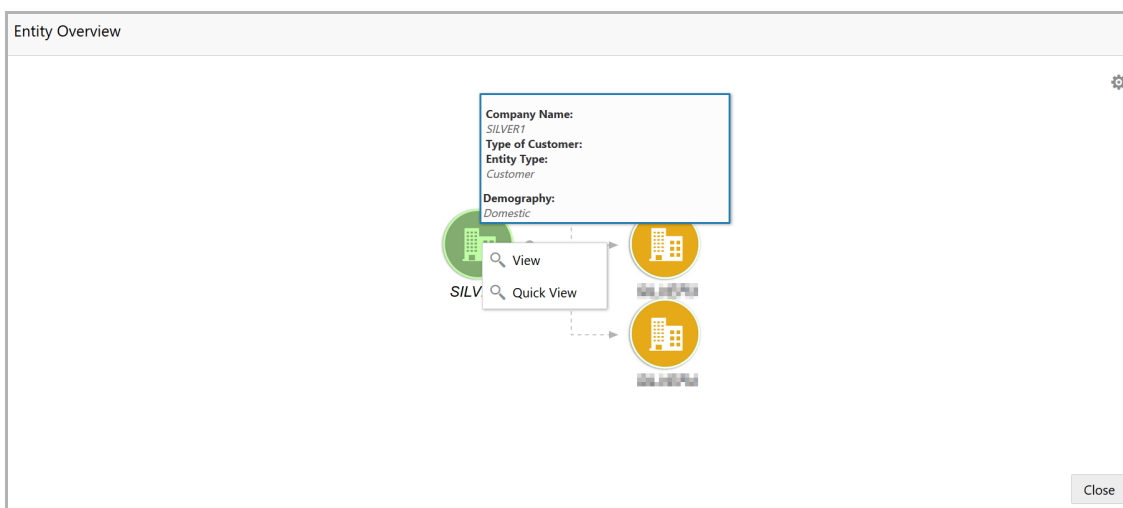 Entity Overview
Company Name:
SILVER1
Type of Customer:
Entity Type:
Customer
Demography:
Domestic
View
SILV
Quick View
Close